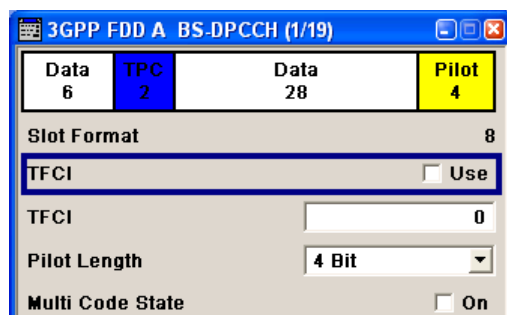 3GPP FDD A BS-DPCCH (1/19)
Data TPC Data Pilot
6 2 28 4
Slot Format 8
TFCI Use
TFCI 0
Pilot Length 4 Bit
Multi Code State On